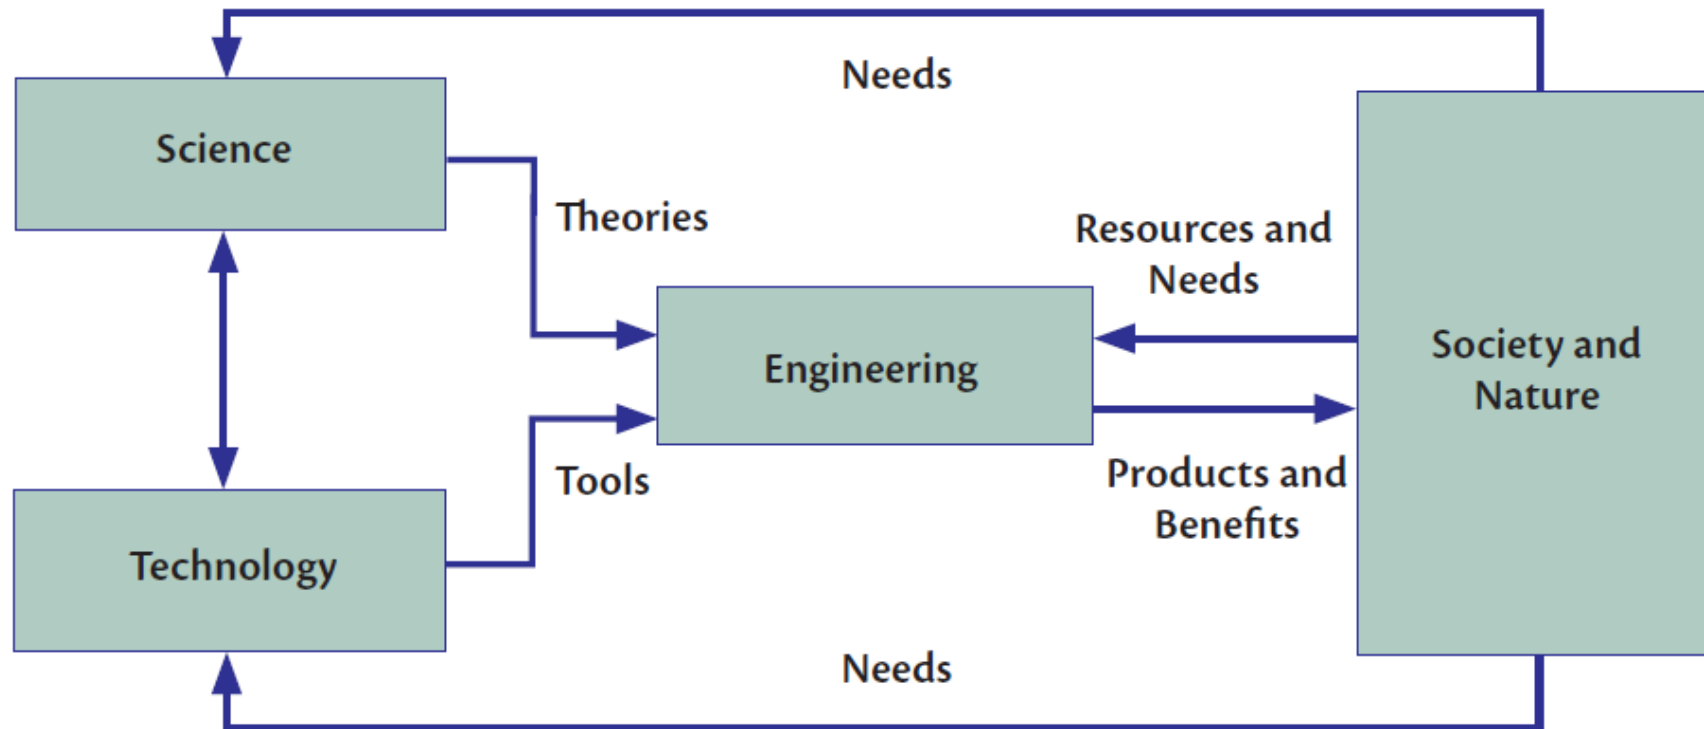 Needs
Science
Theories
Resources and
Needs
Engineering
Society and
Nature
Tools
Products and
Benefits
Technology
Needs